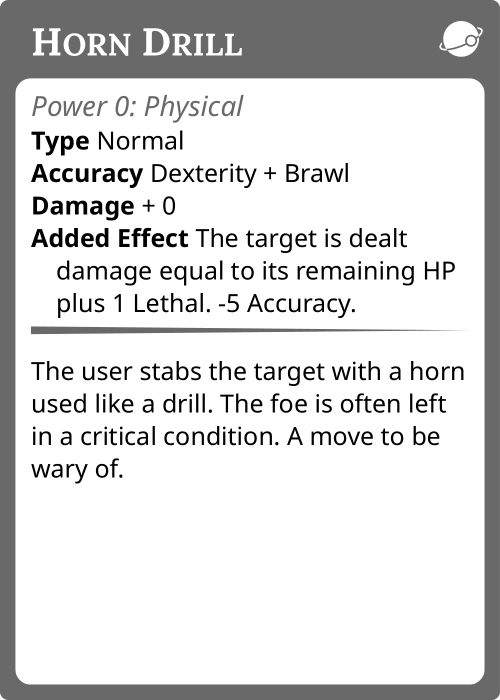 HORN DRILL
Power 0: Physical
Type Normal
Accuracy Dexterity + Brawl
Damage + 0
Added Effect The target is dealt
damage equal to its remaining HP
plus 1 Lethal. -5 Accuracy.
The user stabs the target with a horn
used like a drill. The foe is often left
in a critical condition. A move to be
wary of.